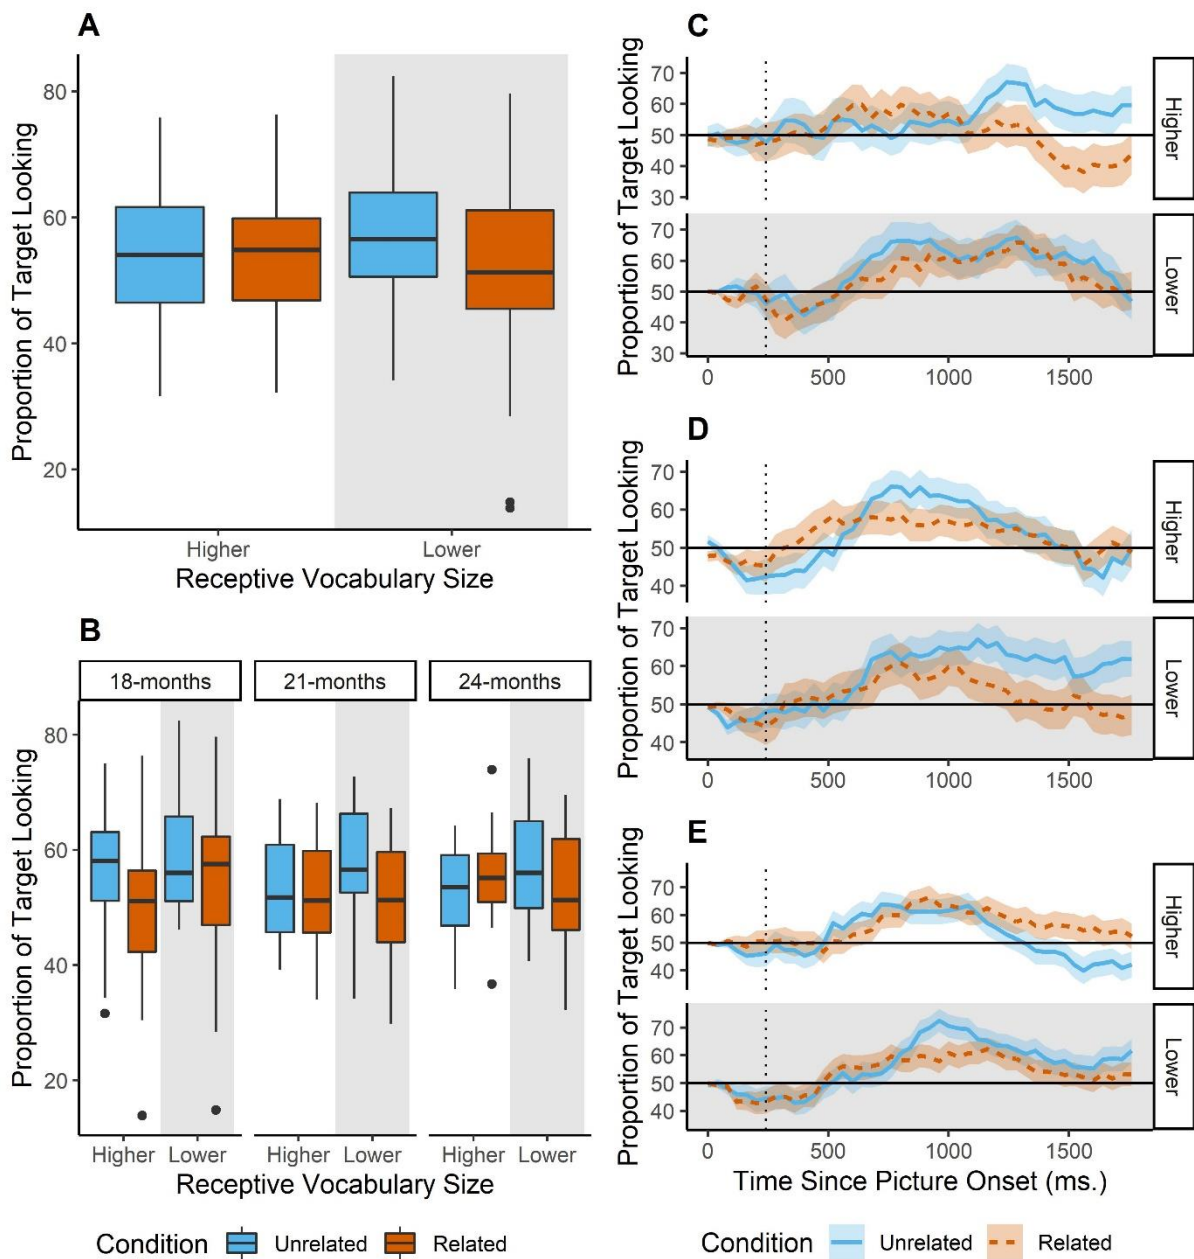 A
Proportion of Target Looking
80
60
40
20
Higher
Lower
Receptive Vocabulary Size
B
18-months
21-months
24-months
Proportion of Target Looking
80
60
40
20
Higher
Lower
Higher
Lower
Higher
Lower
Receptive Vocabulary Size
Condition
Unrelated
Related
C
Proportion of Target Looking
70
60
50
40
30
Higher
70
60
50
40
30
Lower
0
500
1000
1500
D
Proportion of Target Looking
70
60
50
40
Higher
70
60
50
40
Lower
0
500
1000
1500
E
Proportion of Target Looking
70
60
50
40
Higher
70
60
50
40
Lower
0
500
1000
1500
Time Since Picture Onset (ms.)
Condition
Unrelated
Related